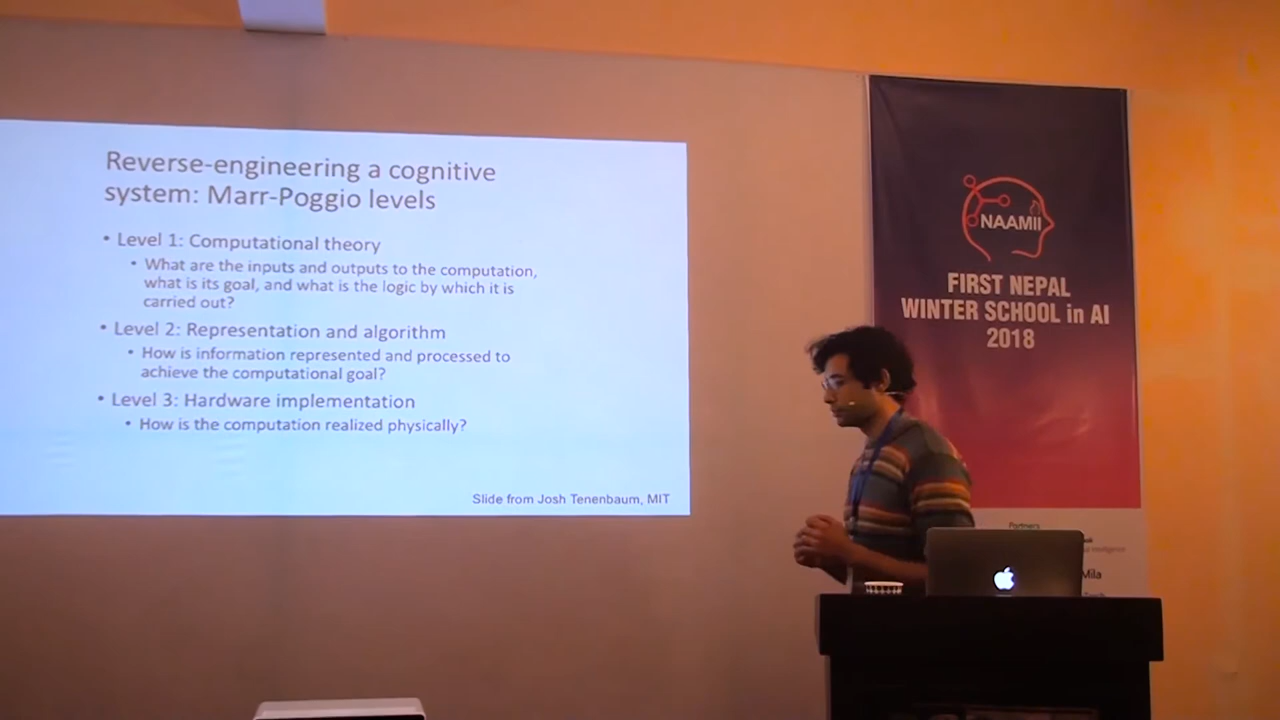 Reverse-engineering a cognitive
system: Marr-Poggio levels
• Level 1: Computational theory
• What are the inputs and outputs to the computation,
what is its goal, and what is the logic by which it is
carried out?
• Level 2: Representation and algorithm
• How is information represented and processed to
achieve the computational goal?
• Level 3: Hardware implementation
• How is the computation realized physically?
Slide from Josh Tenenbaum, MIT
NAAMII
FIRST NEPAL
WINTER SCHOOL in AI
2018
Partners
Mila